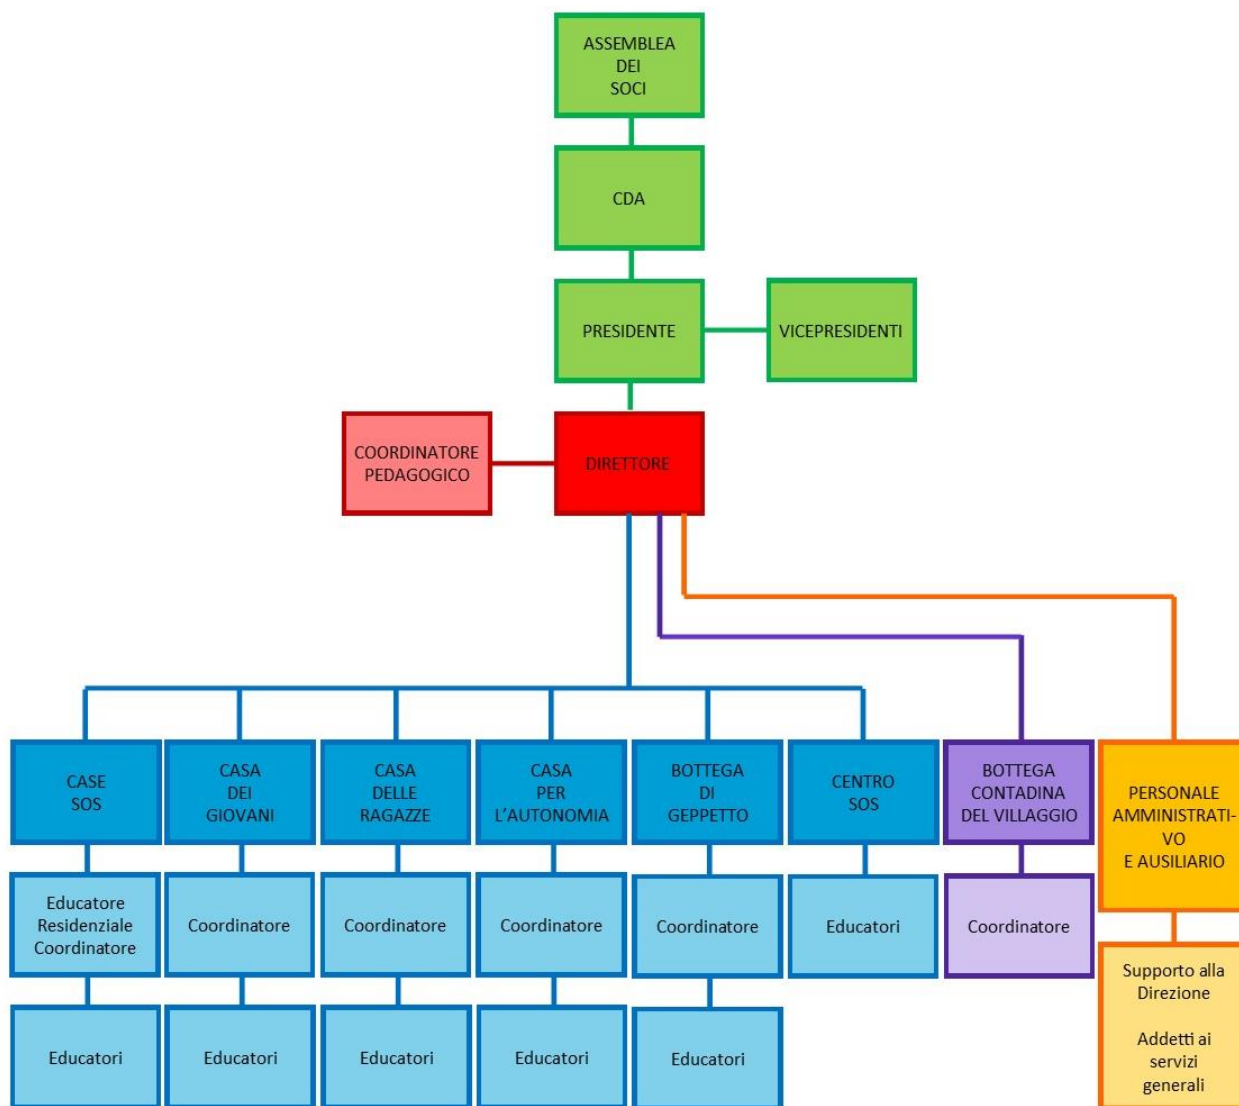 ASSEMBLEA
DEI
SOCI
CDA
PRESIDENTE
VICEPRESIDENTI
COORDINATORE
PEDAGOGICO
DIRETTORE
CASE
SOS
CASA
DEI
GIOVANI
CASA
DELLE
RAGAZZE
CASA
PER
L’AUTONOMIA
BOTTEGA
DI
GEPPETTO
CENTRO
SOS
BOTTEGA
CONTADINA
DEL VILLAGGIO
PERSONALE
AMMINISTRATI-
VO
E AUSILIARIO
Educatore
Residenziale
Coordinatore
Coordinatore
Coordinatore
Coordinatore
Coordinatore
Educatori
Coordinatore
Supporto alla
Direzione
Addetti ai
servizi
generali
Educatori
Educatori
Educatori
Educatori
Educatori